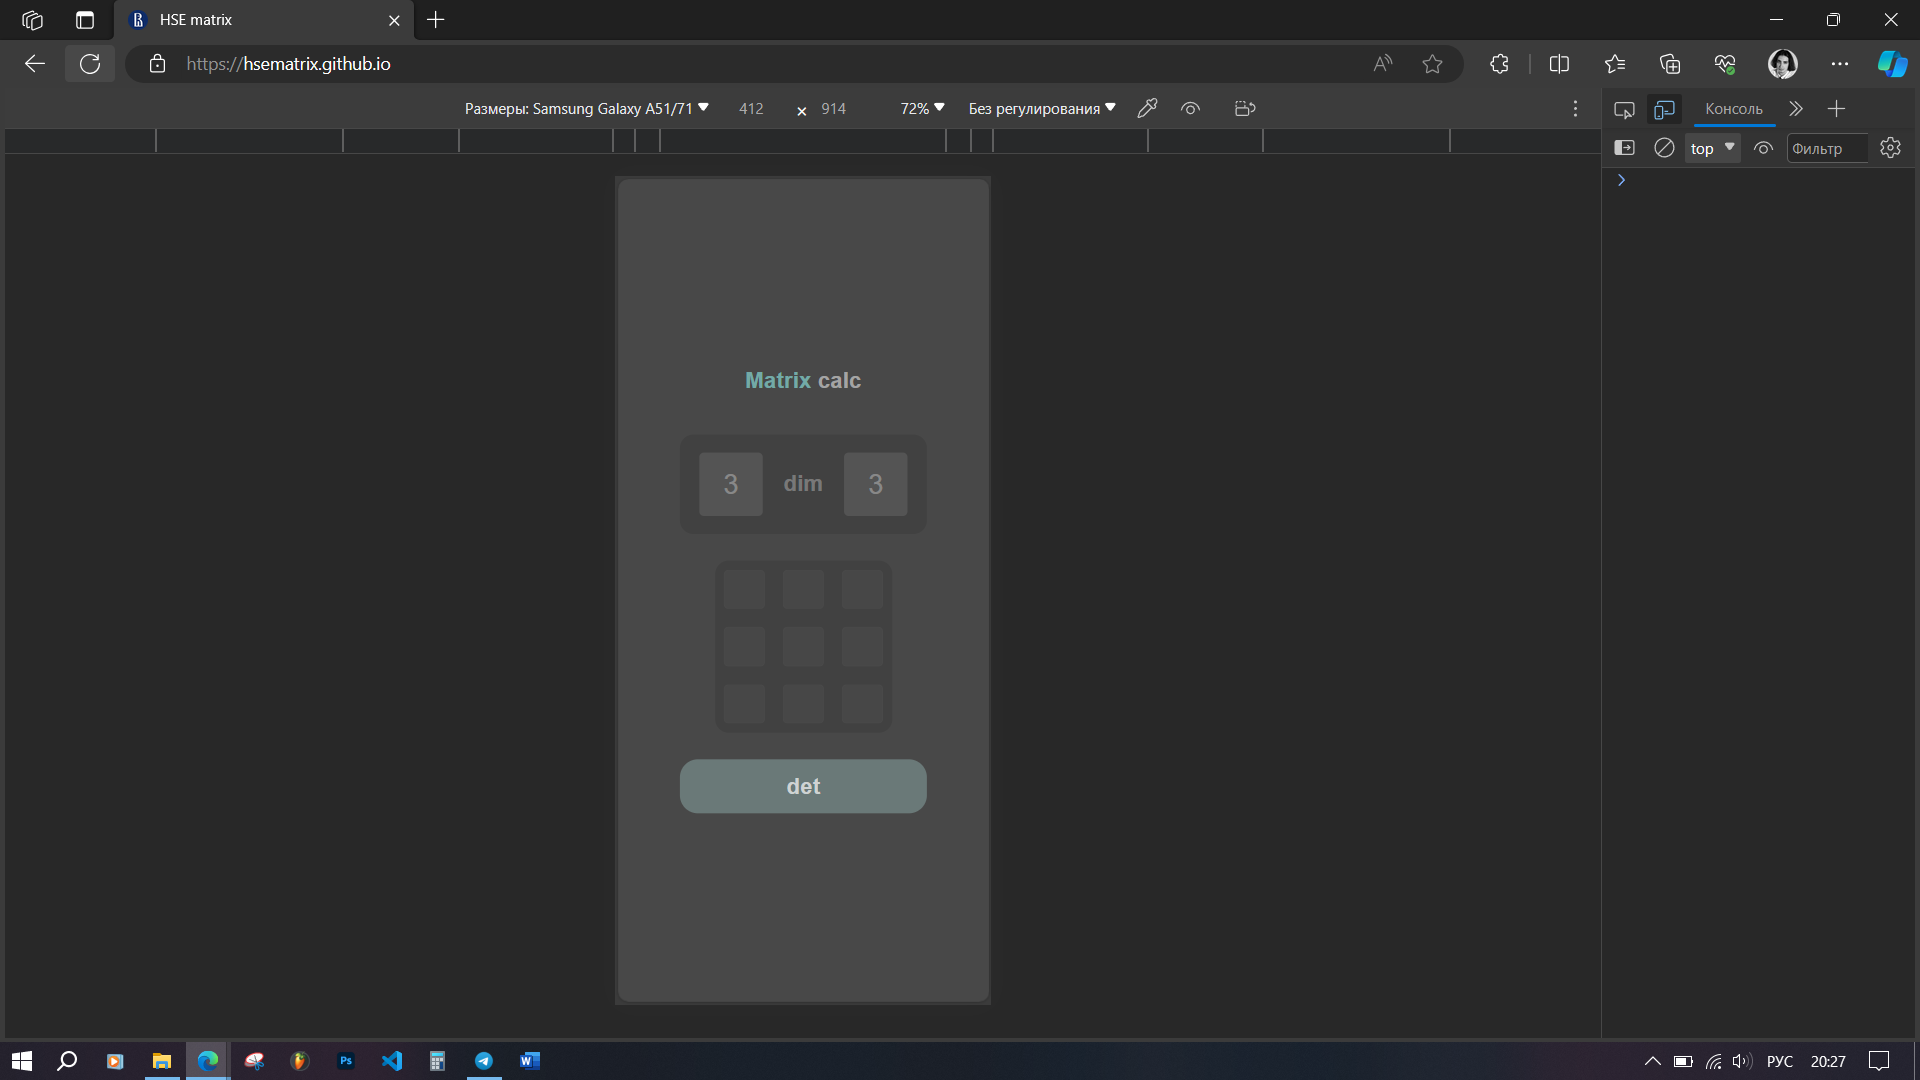 HSE matrix
https://hsematrix.github.io
Размеры: Samsung Galaxy A51/71 412 × 914 72% Без регулирования
Консоль
top Фильтр
Matrix calc
3 dim 3
det
Ps
W
РУС 20:27